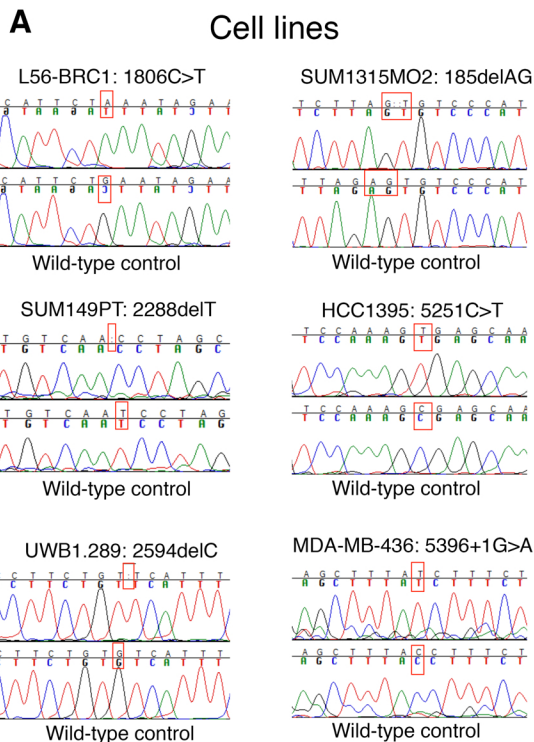 A
Cell lines
L56-BRC1: 1806C>T
C A T T C T A A A T A G A
T A A G A T T T A T C T T
C A T T C T G A A T A G A
T A A G A C T T A T C T T
Wild-type control
SUM1315MO2: 185delAG
T C T T A G : : T G T C C C A T
T C T T A G T G T C C C A T
T T A G A G T G T C C C A T
T T A G A G T G T C C C A T
Wild-type control
SUM149PT: 2288delT
T G T C A A : C C T A G C
T G T C A A C C T A G C
T G T C A A T C C T A G
T G T C A A T C C T A G
Wild-type control
HCC1395: 5251C>T
T C C A A A G T G A G C A A
T C C A A A G T G A G C A A
T C C A A A G C G A G C A A
T C C A A A G C G A G C A A
Wild-type control
UWB1.289: 2594delC
C T T C T G T : T C A T T T
C T T C T G T T C A T T T
T T C T G T G T C A T T T
T T C T G T G T C A T T T
Wild-type control
MDA-MB-436: 5396+1G>A
A G C T T T A T C T T T C T
A G C T T T A T C T T T C T
A G C T T T A C C T T T C T
A G C T T T A C C T T T C T
Wild-type control